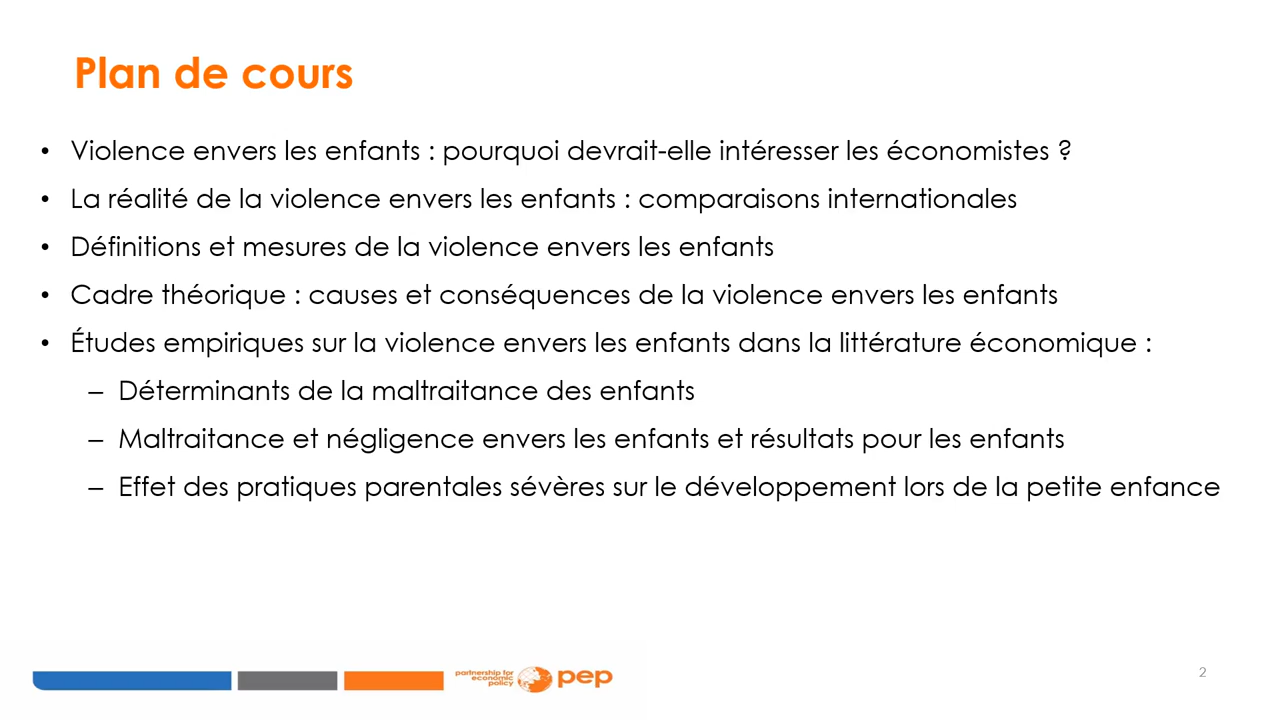 Plan de cours
• Violence envers les enfants : pourquoi devrait-elle intéresser les économistes ?
• La réalité de la violence envers les enfants : comparaisons internationales
• Définitions et mesures de la violence envers les enfants
• Cadre théorique : causes et conséquences de la violence envers les enfants
• Études empiriques sur la violence envers les enfants dans la littérature économique :
– Déterminants de la maltraitance des enfants
– Maltraitance et négligence envers les enfants et résultats pour les enfants
– Effet des pratiques parentales sévères sur le développement lors de la petite enfance
partnership for
economic
policy
pep
2